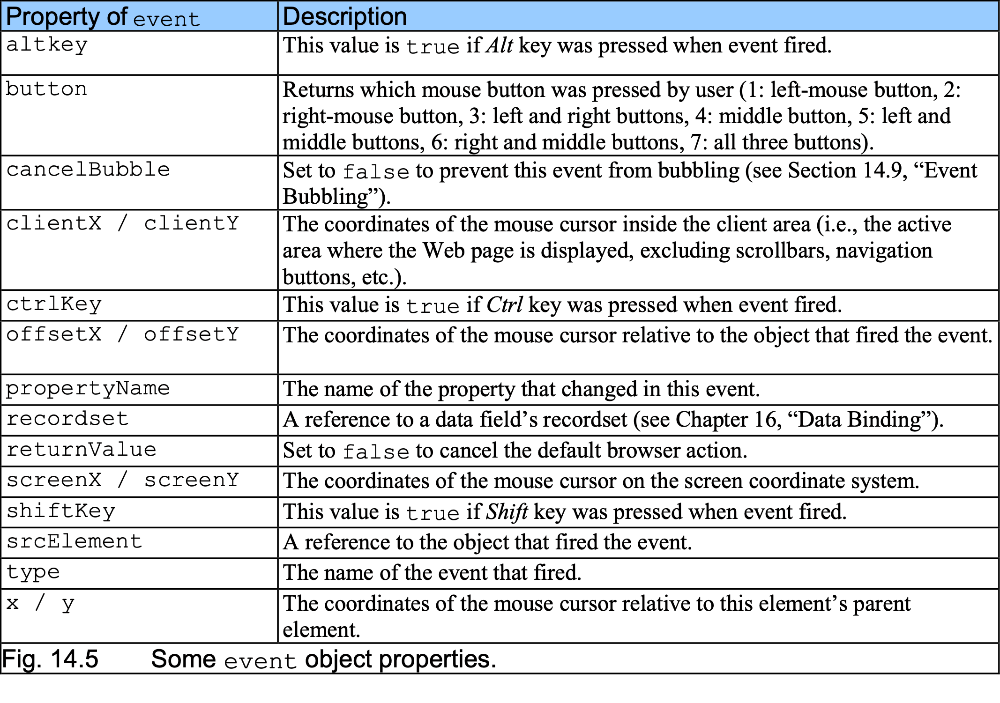 Property of event Description
altkey This value is true if Alt key was pressed when event fired.
button Returns which mouse button was pressed by user (1: left-mouse button, 2:
right-mouse button, 3: left and right buttons, 4: middle button, 5: left and
middle buttons, 6: right and middle buttons, 7: all three buttons).
cancelBubble Set to false to prevent this event from bubbling (see Section 14.9, “Event
Bubbling”).
clientX / clientY The coordinates of the mouse cursor inside the client area (i.e., the active
area where the Web page is displayed, excluding scrollbars, navigation
buttons, etc.).
ctrlKey This value is true if Ctrl key was pressed when event fired.
offsetX / offsetY The coordinates of the mouse cursor relative to the object that fired the event.
propertyName The name of the property that changed in this event.
recordset A reference to a data field’s recordset (see Chapter 16, “Data Binding”).
returnValue Set to false to cancel the default browser action.
screenX / screenY The coordinates of the mouse cursor on the screen coordinate system.
shiftKey This value is true if Shift key was pressed when event fired.
srcElement A reference to the object that fired the event.
type The name of the event that fired.
x / y The coordinates of the mouse cursor relative to this element’s parent
element.
Fig. 14.5 Some event object properties.